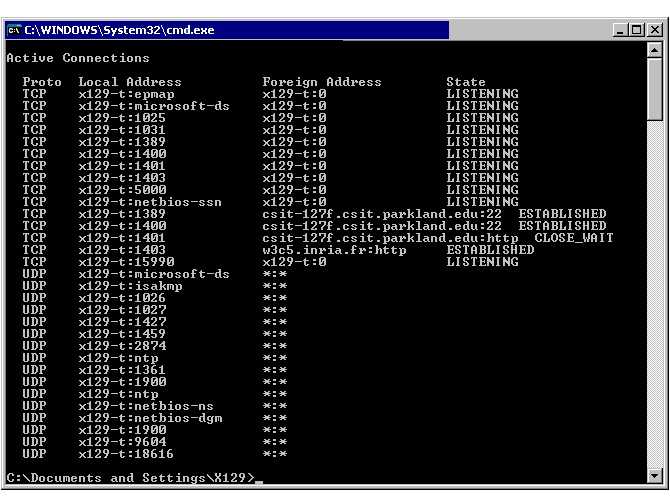 C:\WINDOWS\System32\cmd.exe
Active Connections
Proto  Local Address          Foreign Address        State
TCP    x129-t:epmap           x129-t:0               LISTENING
TCP    x129-t:microsoft-ds    x129-t:0               LISTENING
TCP    x129-t:1025            x129-t:0               LISTENING
TCP    x129-t:1031            x129-t:0               LISTENING
TCP    x129-t:1389            x129-t:0               LISTENING
TCP    x129-t:1400            x129-t:0               LISTENING
TCP    x129-t:1401            x129-t:0               LISTENING
TCP    x129-t:1403            x129-t:0               LISTENING
TCP    x129-t:5000            x129-t:0               LISTENING
TCP    x129-t:netbios-ssn     x129-t:0               LISTENING
TCP    x129-t:1389            csit-127f.csit.parkland.edu:22  ESTABLISHED
TCP    x129-t:1400            csit-127f.csit.parkland.edu:22  ESTABLISHED
TCP    x129-t:1401            csit-127f.csit.parkland.edu:http  CLOSE_WAIT
TCP    x129-t:1403            w3c5.inria.fr:http     ESTABLISHED
TCP    x129-t:15990           x129-t:0               LISTENING
UDP    x129-t:microsoft-ds    *:*
UDP    x129-t:isakmp          *:*
UDP    x129-t:1026            *:*
UDP    x129-t:1027            *:*
UDP    x129-t:1427            *:*
UDP    x129-t:1459            *:*
UDP    x129-t:2874            *:*
UDP    x129-t:ntp             *:*
UDP    x129-t:1361            *:*
UDP    x129-t:1900            *:*
UDP    x129-t:ntp             *:*
UDP    x129-t:netbios-ns      *:*
UDP    x129-t:netbios-dgm     *:*
UDP    x129-t:1900            *:*
UDP    x129-t:9604            *:*
UDP    x129-t:18616           *:*
C:\Documents and Settings\X129>_